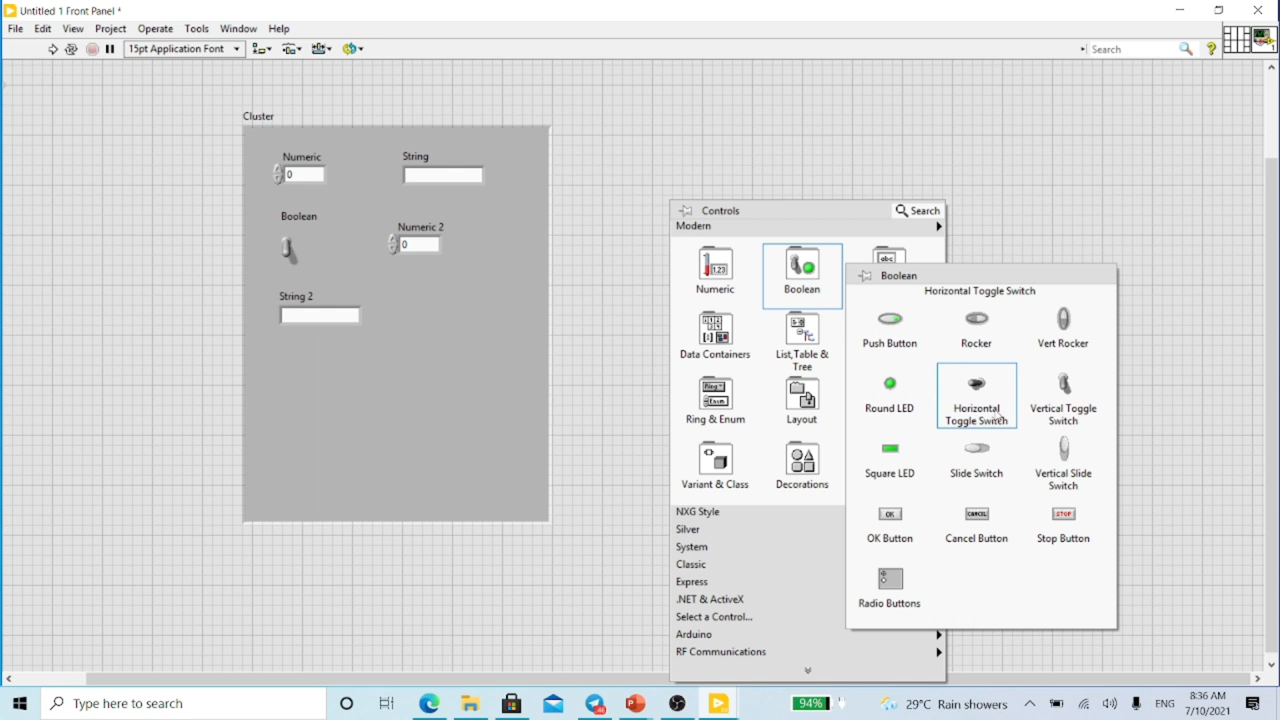 Untitled 1 Front Panel *
File Edit View Project Operate Tools Window Help
15pt Application Font
Search
Cluster
Numeric
String
0
Boolean
Numeric 2
0
String 2
Controls
Search
Modern
Numeric
Boolean
Data Containers
List, Table & Tree
Ring & Enum
Layout
Variant & Class
Decorations
NXG Style
Silver
System
Classic
Express
.NET & ActiveX
Select a Control...
Arduino
RF Communications
Boolean
Horizontal Toggle Switch
Push Button
Rocker
Vert Rocker
Round LED
Horizontal Toggle Switch
Vertical Toggle Switch
Square LED
Slide Switch
Vertical Slide Switch
OK
CANCEL
STOP
OK Button
Cancel Button
Stop Button
Radio Buttons
Type here to search
94%
29°C Rain showers
ENG
8:36 AM
7/10/2021